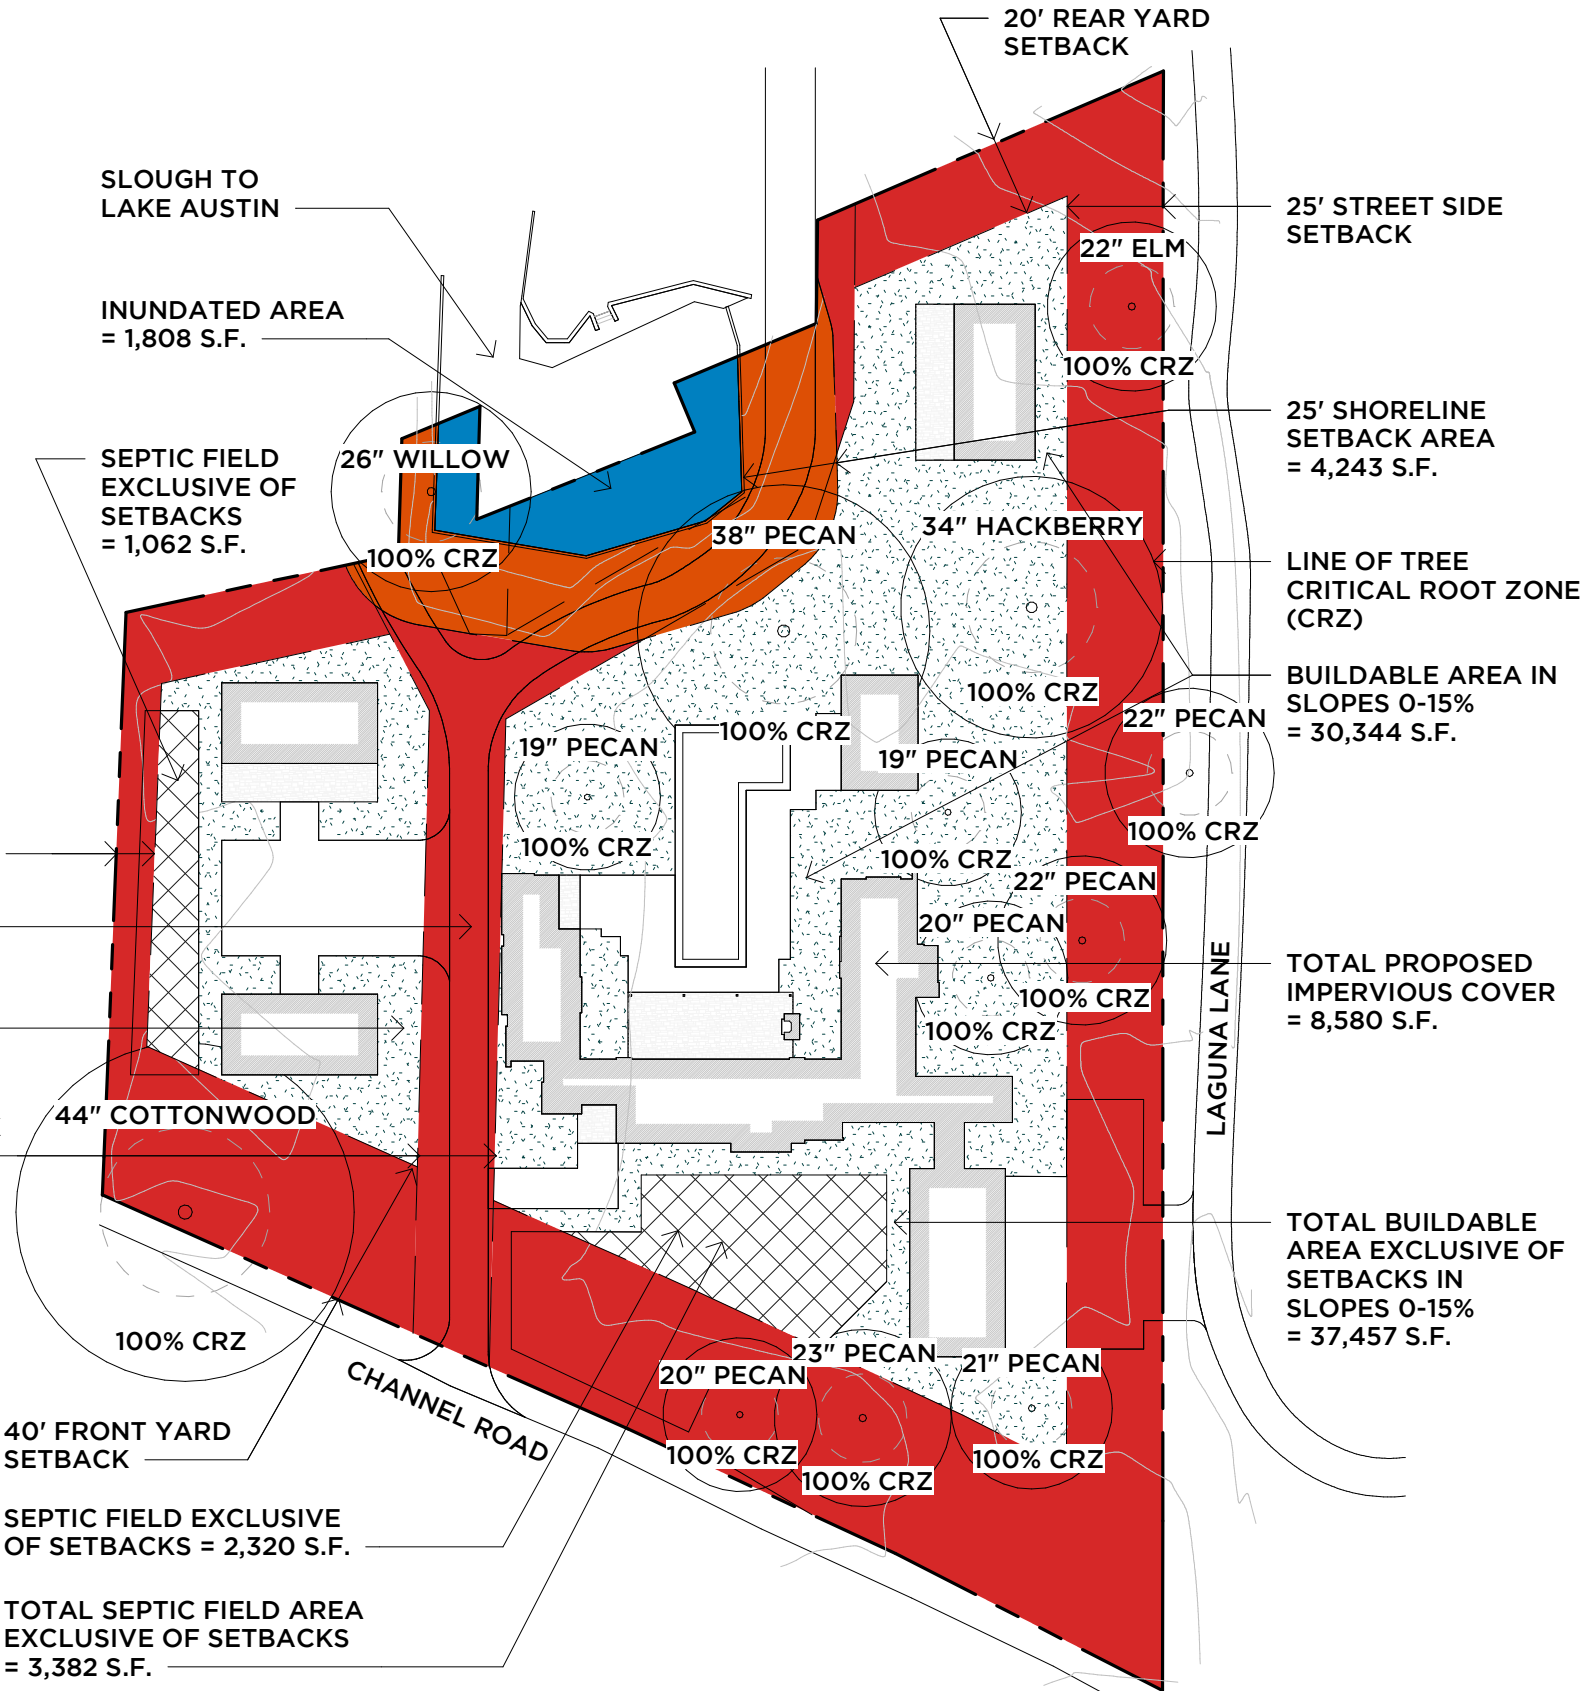 20' REAR YARD
SETBACK
SLOUGH TO
LAKE AUSTIN
25' STREET SIDE
SETBACK
22" ELM
INUNDATED AREA
= 1,808 S.F.
100% CRZ
25' SHORELINE
SETBACK AREA
= 4,243 S.F.
SEPTIC FIELD
EXCLUSIVE OF
SETBACKS
= 1,062 S.F.
26" WILLOW
100% CRZ
38" PECAN
34" HACKBERRY
LINE OF TREE
CRITICAL ROOT ZONE
(CRZ)
100% CRZ
BUILDABLE AREA IN
SLOPES 0-15%
= 30,344 S.F.
22" PECAN
100% CRZ
19" PECAN
19" PECAN
100% CRZ
100% CRZ
100% CRZ
22" PECAN
20" PECAN
100% CRZ
100% CRZ
LAGUNA LANE
TOTAL PROPOSED
IMPERVIOUS COVER
= 8,580 S.F.
44" COTTONWOOD
100% CRZ
TOTAL BUILDABLE
AREA EXCLUSIVE OF
SETBACKS IN
SLOPES 0-15%
= 37,457 S.F.
23" PECAN
21" PECAN
20" PECAN
100% CRZ
100% CRZ
100% CRZ
CHANNEL ROAD
40' FRONT YARD
SETBACK
SEPTIC FIELD EXCLUSIVE
OF SETBACKS = 2,320 S.F.
TOTAL SEPTIC FIELD AREA
EXCLUSIVE OF SETBACKS
= 3,382 S.F.